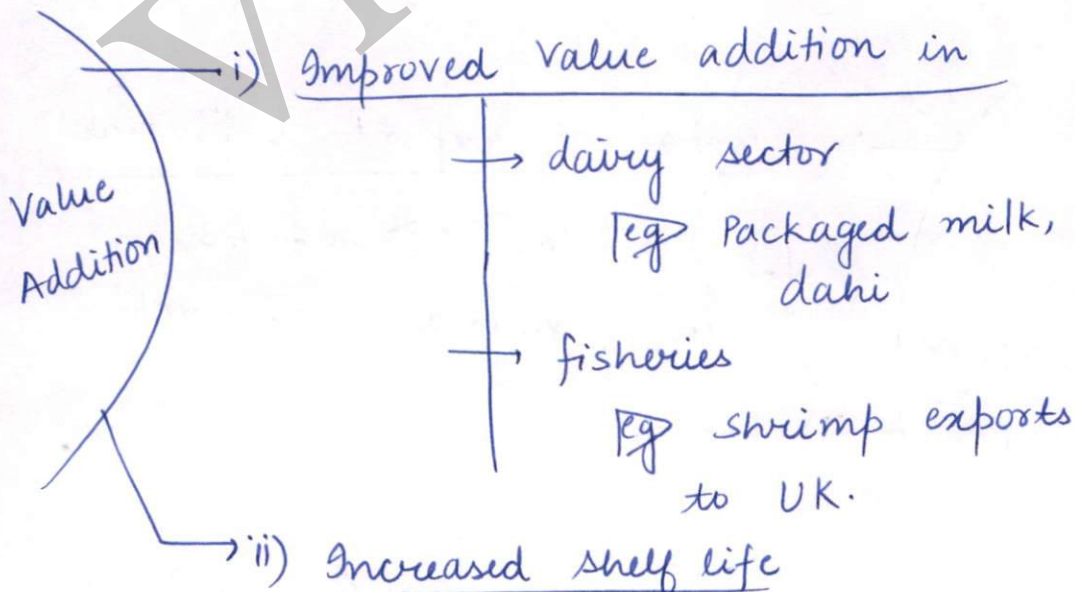 i) Improved Value addition in
Value
Addition
dairy sector
eg Packaged milk,
dahi
fisheries
eg shrimp exports
to UK.
ii) Increased shelf life